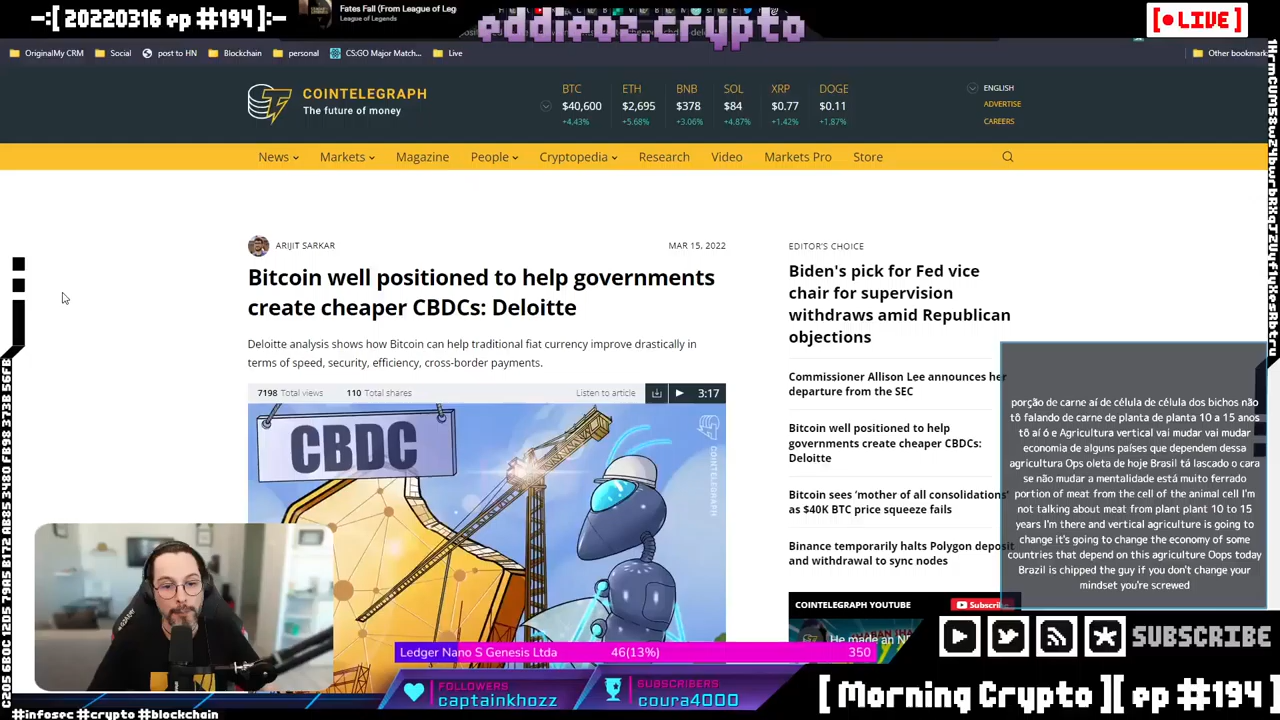 —:[ 20220316 ep #194 ]:—
Fates Fall (From League of Leg
League of Legends
eddieoz.crypto
[ LIVE ]
OriginalMy CRM
Social
post to HN
Blockchain
personal
CS:GO Major Match...
Live
Other bookmark
COINTELEGRAPH
The future of money
BTC ETH BNB SOL XRP DOGE
$40,600 $2,695 $378 $84 $0.77 $0.11
+4.43% +5.68% +3.06% +4.87% +1.42% +1.87%
ENGLISH
ADVERTISE
CAREERS
News Markets Magazine People Cryptopedia Research Video Markets Pro Store
ARIJIT SARKAR
MAR 15, 2022
Bitcoin well positioned to help governments
create cheaper CBDCs: Deloitte
Deloitte analysis shows how Bitcoin can help traditional fiat currency improve drastically in
terms of speed, security, efficiency, cross-border payments.
7198 Total views
110 Total shares
Listen to article
3:17
CBDC
COINTELEGRAPH
EDITOR'S CHOICE
Biden's pick for Fed vice
chair for supervision
withdraws amid Republican
objections
Commissioner Allison Lee announces her
departure from the SEC
Bitcoin well positioned to help
governments create cheaper CBDCs:
Deloitte
Bitcoin sees 'mother of all consolidations'
as $40K BTC price squeeze fails
Binance temporarily halts Polygon deposit
and withdrawal to sync nodes
COINTELEGRAPH YOUTUBE
Subscribe
He made an N
porção de carne aí de célula de célula dos bichos não
tô falando de carne de planta de planta 10 a 15 anos
tô aí ó e Agricultura vertical vai mudar vai mudar
economia de alguns países que dependem dessa
agricultura Ops oleta de hoje Brasil tá lascado o cara
se não mudar a mentalidade está muito ferrado
portion of meat from the cell of the animal cell I'm
not talking about meat from plant plant 10 to 15
years I'm there and vertical agriculture is going to
change it's going to change the economy of some
countries that depend on this agriculture Oops today
Brazil is chipped the guy if you don't change your
mindset you're screwed
Ledger Nano S Genesis Ltda
46(13%)
350
FOLLOWERS
captainkhozz
SUBSCRIBERS
coura4000
SUBSCRIBE
[ Morning Crypto ][ ep #194 ]
#infosec #crypto #blockchain